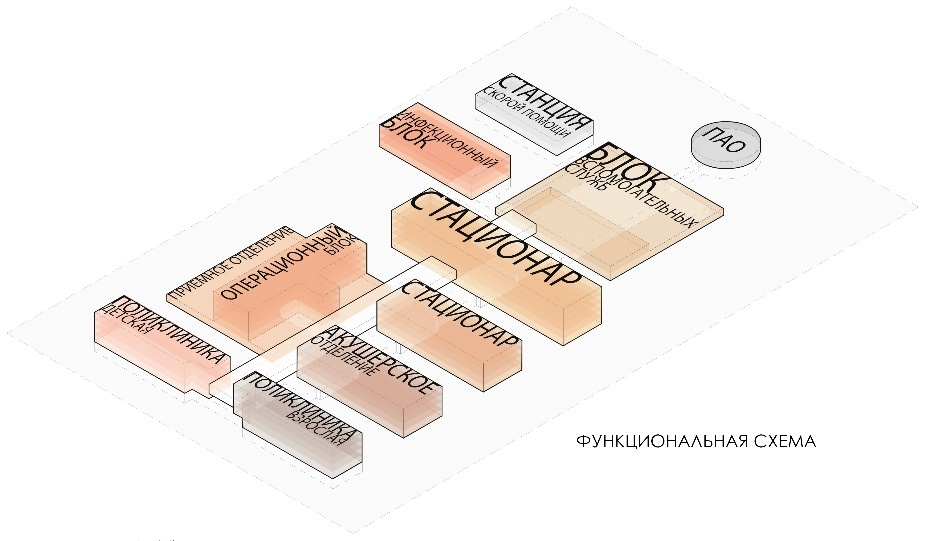 СТАНЦИЯ
СКОРОЙ ПОМОЩИ
ПАО
ИНФЕКЦИОННЫЙ
БЛОК
БЛОК
ВСПОМОГАТЕЛЬНЫХ
СЛУЖБ
СТАЦИОНАР
ПРИЕМНОЕ ОТДЕЛЕНИЕ
ОПЕРАЦИОННЫЙ
БЛОК
СТАЦИОНАР
ПОЛИКЛИНИКА
ДЕТСКАЯ
АКУШЕРСКОЕ
ОТДЕЛЕНИЕ
ПОЛИКЛИНИКА
ВЗРОСЛАЯ
ФУНКЦИОНАЛЬНАЯ СХЕМА